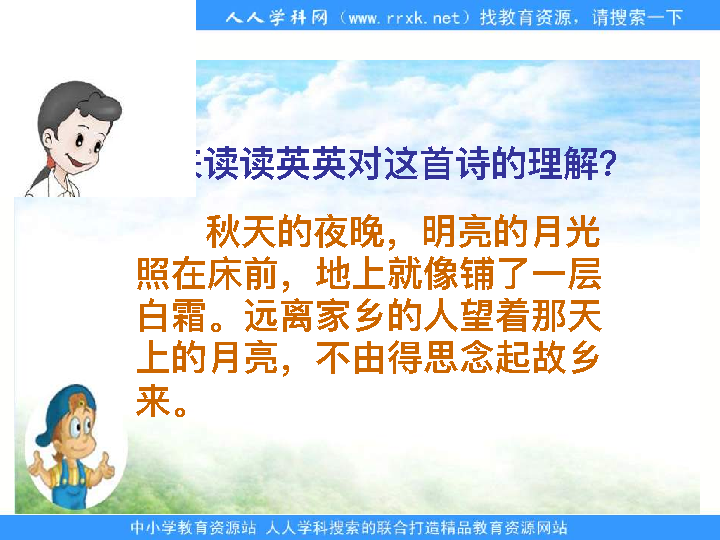 人人学科网（www.rrxk.net）找教育资源，请搜索一下
来读读英英对这首诗的理解？
秋天的夜晚，明亮的月光
照在床前，地上就像铺了一层
白霜。远离家乡的人望着那天
上的月亮，不由得思念起故乡
来。
中小学教育资源站 人人学科搜索的联合打造精品教育资源网站